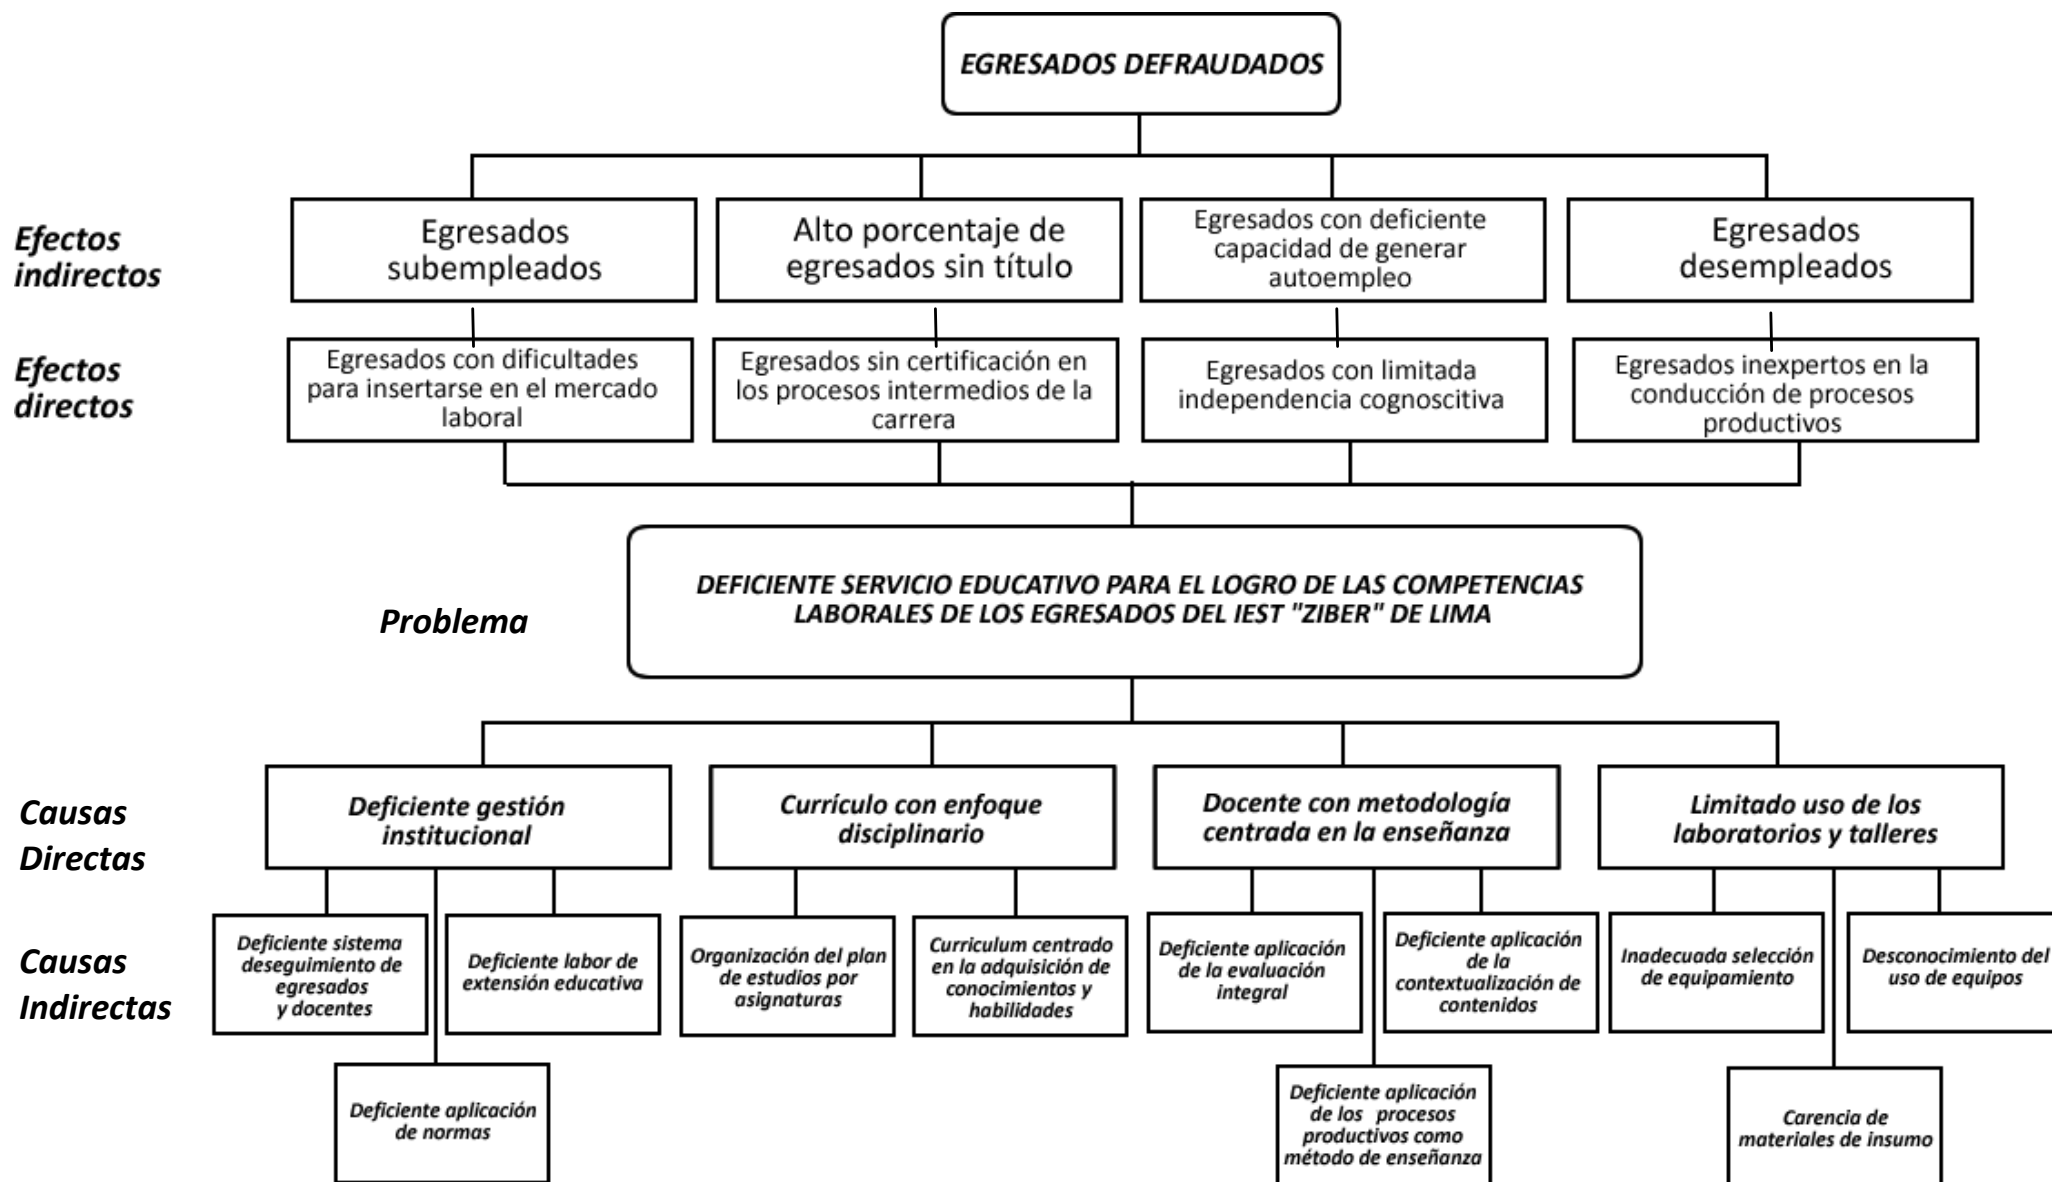 EGRESADOS DEFRAUDADOS
Efectos
indirectos
Egresados
subempleados
Alto porcentaje de
egresados sin título
Egresados con deficiente
capacidad de generar
autoempleo
Egresados
desempleados
Efectos
directos
Egresados con dificultades
para insertarse en el mercado
laboral
Egresados sin certificación en
los procesos intermedios de la
carrera
Egresados con limitada
independencia cognoscitiva
Egresados inexpertos en la
conducción de procesos
productivos
Problema
DEFICIENTE SERVICIO EDUCATIVO PARA EL LOGRO DE LAS COMPETENCIAS
LABORALES DE LOS EGRESADOS DEL IEST "ZIBER" DE LIMA
Causas
Directas
Deficiente gestión
institucional
Currículo con enfoque
disciplinario
Docente con metodología
centrada en la enseñanza
Limitado uso de los
laboratorios y talleres
Causas
Indirectas
Deficiente sistema
deseguimiento de
egresados
y docentes
Deficiente labor de
extensión educativa
Organización del plan
de estudios por
asignaturas
Curriculum centrado
en la adquisición de
conocimientos y
habilidades
Deficiente aplicación
de la evaluación
integral
Deficiente aplicación
de la
contextualización de
contenidos
Inadecuada selección
de equipamiento
Desconocimiento del
uso de equipos
Deficiente aplicación
de normas
Deficiente aplicación
de los procesos
productivos como
método de enseñanza
Carencia de
materiales de insumo